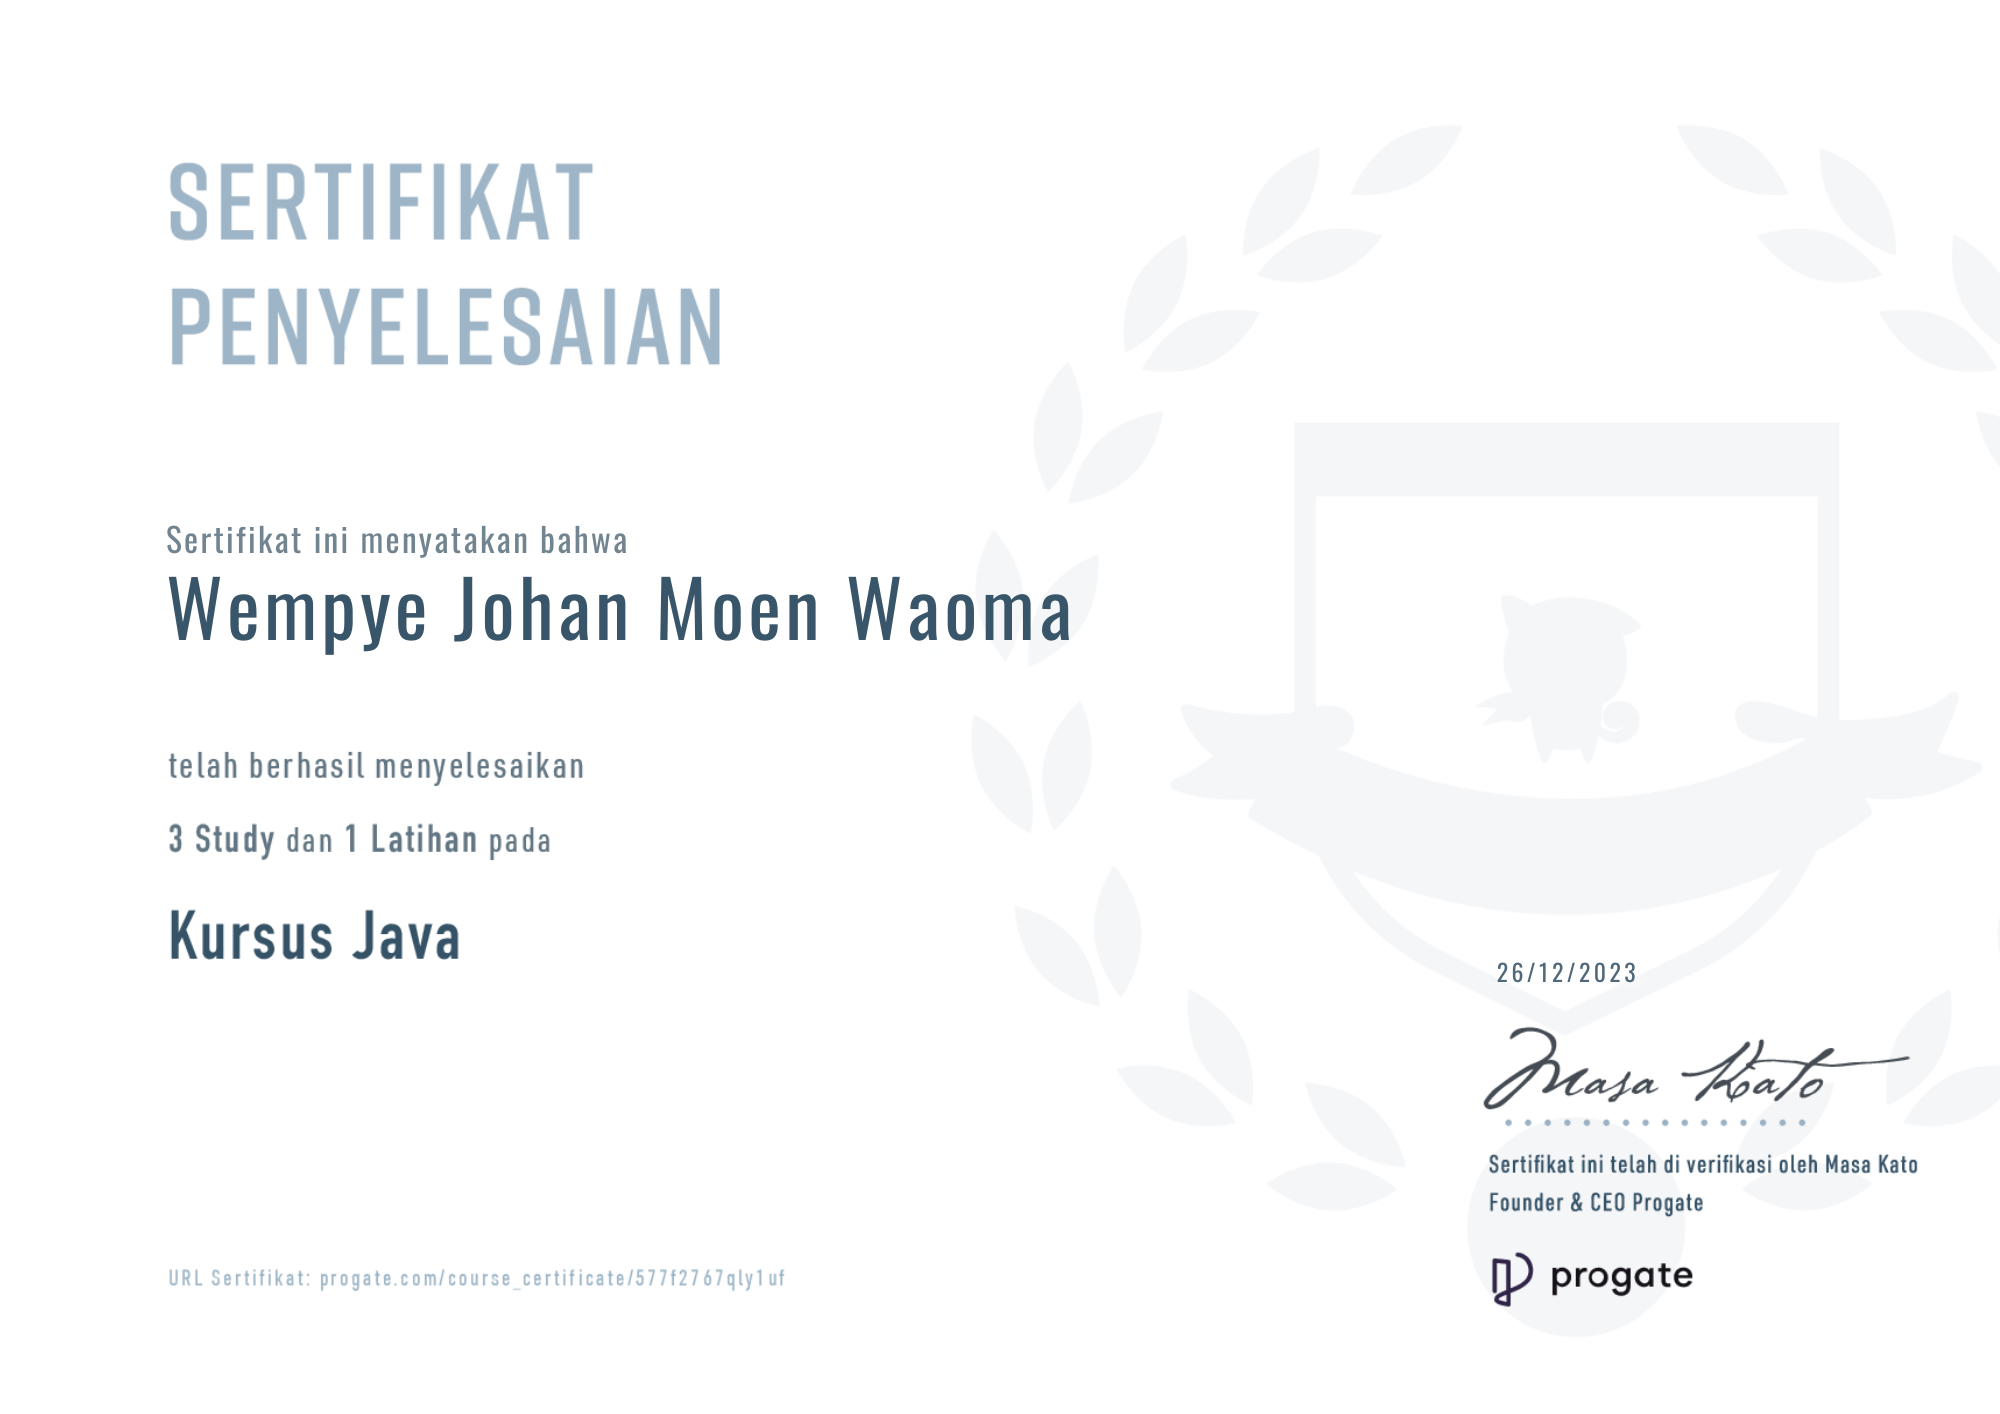 SERTIFIKAT
PENYELESAIAN
Sertifikat ini menyatakan bahwa
Wempye Johan Moen Waoma
telah berhasil menyelesaikan
3 Study dan 1 Latihan pada
Kursus Java
26/12/2023
Masa Kato
Sertifikat ini telah di verifikasi oleh Masa Kato
Founder & CEO Progate
progate
URL Sertifikat: progate.com/course_certificate/577f2767qly1uf